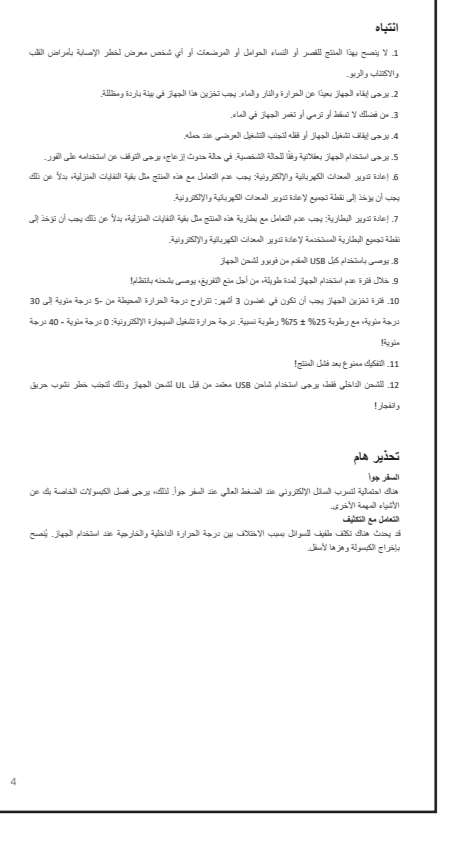 انتباه
1. لا ينصح بهذا المنتج للقصر أو النساء الحوامل أو المرضعات أو أي شخص معرض لخطر الإصابة بأمراض القلب
والاكتئاب والربو.
2. يرجى إبقاء الجهاز بعيدًا عن الحرارة والنار والماء. يجب تخزين هذا الجهاز في بيئة باردة ومظللة.
3. من فضلك لا تسقط أو ترمي أو تغمر الجهاز في الماء.
4. يرجى إيقاف تشغيل الجهاز أو قفله لتجنب التشغيل العرضي عند حمله.
5. يرجى استخدام الجهاز بعقلانية وفقًا للحالة الشخصية. في حالة حدوث إزعاج، يرجى التوقف عن استخدامه على الفور.
6. إعادة تدوير المعدات الكهربائية والإلكترونية: يجب عدم التعامل مع هذه المنتج مثل بقية النفايات المنزلية، بدلاً عن ذلك
يجب أن يؤخذ إلى نقطة تجميع لإعادة تدوير المعدات الكهربائية والإلكترونية.
7. إعادة تدوير البطارية: يجب عدم التعامل مع بطارية هذه المنتج مثل بقية النفايات المنزلية، بدلاً عن ذلك يجب أن تؤخذ إلى
نقطة تجميع البطارية المستخدمة لإعادة تدوير المعدات الكهربائية والإلكترونية.
8. يوصى باستخدام كبل USB المقدم من فوبوو لشحن الجهاز
9. خلال فترة عدم استخدام الجهاز لمدة طويلة، من أجل منع التفريغ، يوصى بشحنه بانتظام!
10. فترة تخزين الجهاز يجب أن تكون في غضون 3 أشهر: تتراوح درجة الحرارة المحيطة من -5 درجة مئوية إلى 30
درجة مئوية، مع رطوبة 25% ± 75% رطوبة نسبية. درجة حرارة تشغيل السيجارة الإلكترونية: 0 درجة مئوية - 40 درجة
مئوية!
11. التفكيك ممنوع بعد فشل المنتج!
12. للشحن الداخلي فقط، يرجى استخدام شاحن USB معتمد من قبل UL لشحن الجهاز وذلك لتجنب خطر نشوب حريق
وانفجار!
تحذير هام
السفر جواً
هناك احتمالية لتسرب السائل الإلكتروني عند الضغط العالي عند السفر جواً. لذلك، يرجى فصل الكبسولات الخاصة بك عن
الأشياء المهمة الأخرى.
التعامل مع التكثيف
قد يحدث هناك تكثف طفيف للسوائل بسبب الاختلاف بين درجة الحرارة الداخلية والخارجية عند استخدام الجهاز. يُنصح
بإخراج الكبسولة وهزها لأسفل.
4